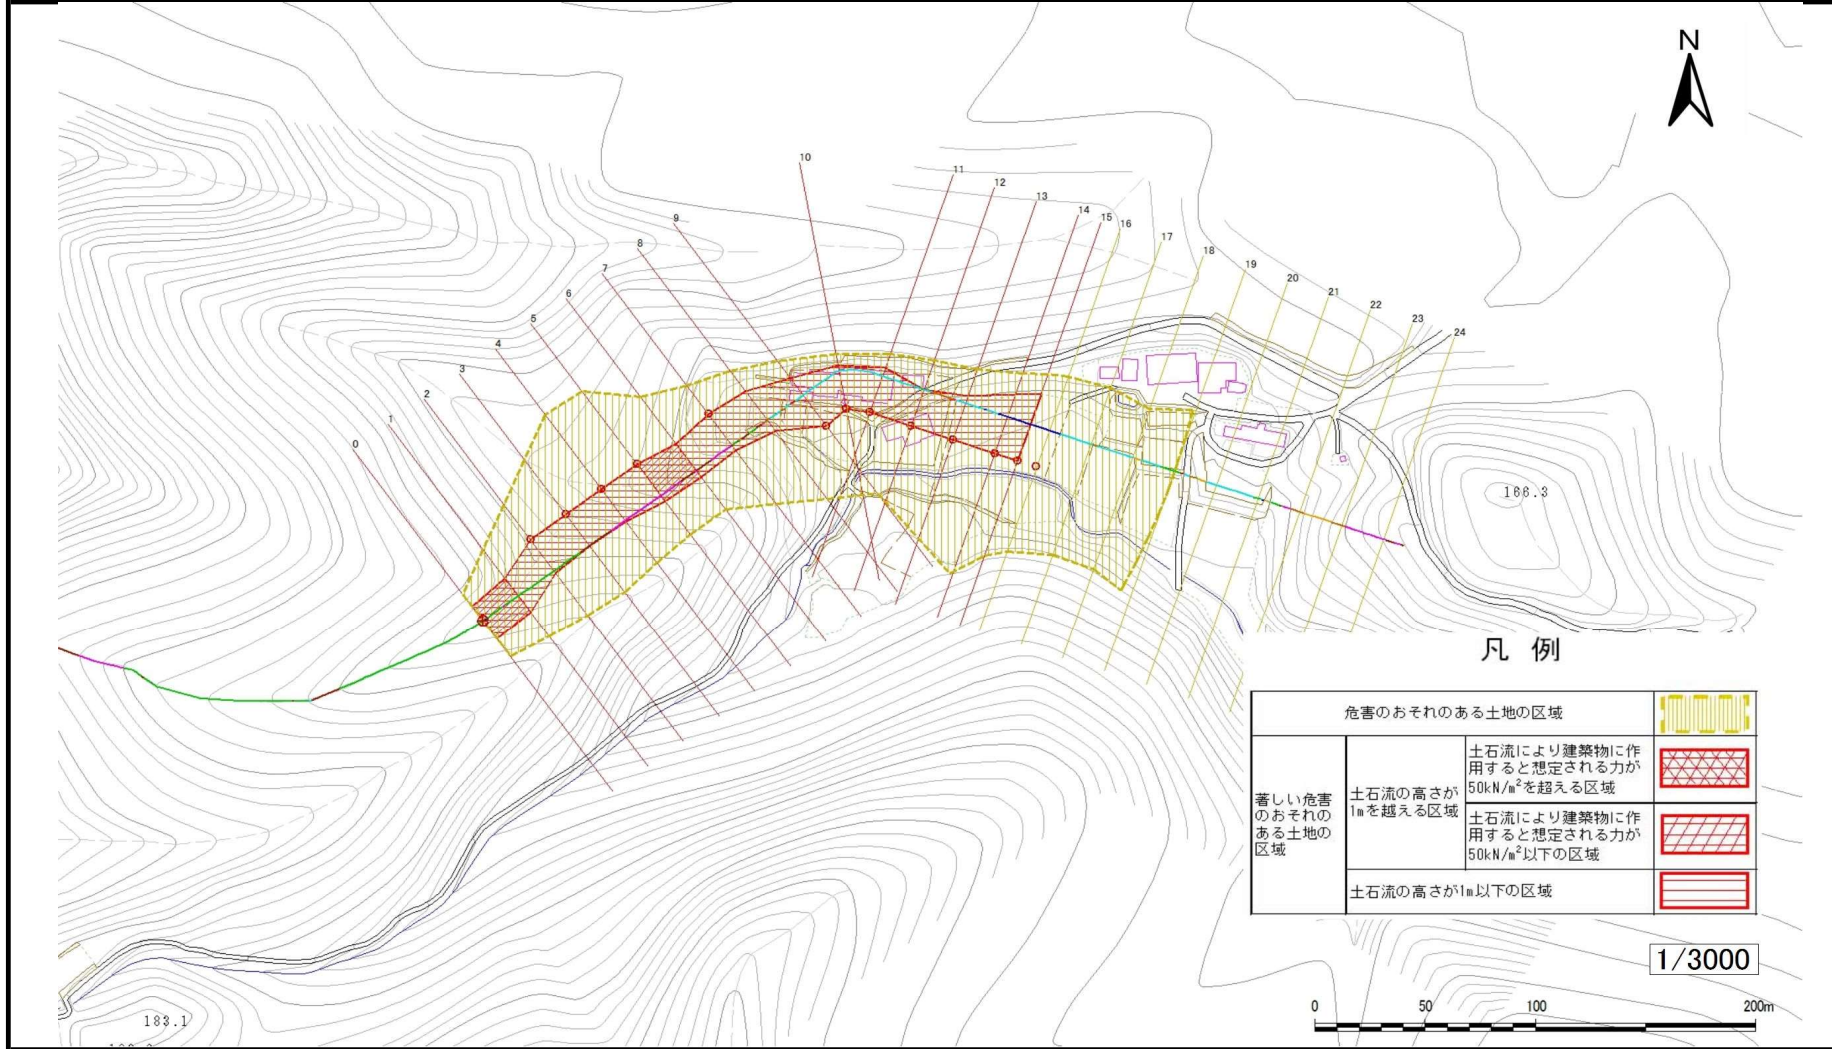 N
10
11
12
13
14
15
16
17
18
19
20
21
22
23
24
9
8
7
6
5
4
3
2
1
0
166.3
183.1
凡 例
危害のおそれのある土地の区域
著しい危害
のおそれの
ある土地の
区域
土石流の高さが
1mを越える区域
土石流により建築物に作
用すると想定される力が
50kN/m²を超える区域
土石流により建築物に作
用すると想定される力が
50kN/m²以下の区域
土石流の高さが1m以下の区域
1/3000
0 50 100 200m